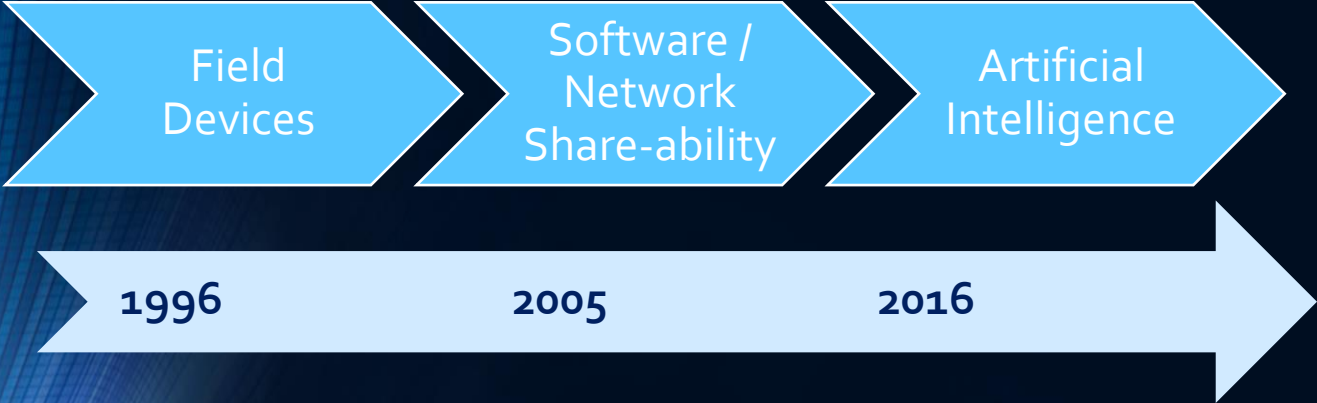 Field
Devices
Software /
Network
Share-ability
Artificial
Intelligence
1996
2005
2016